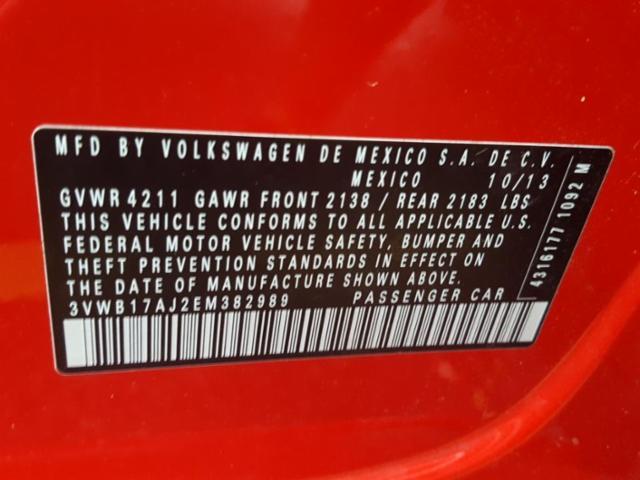 MFD BY VOLKSWAGEN DE MEXICO S.A. DE C.V.
MEXICO 10/13
GVWR 4211 GAWR FRONT 2138 / REAR 2183 LBS
THIS VEHICLE CONFORMS TO ALL APPLICABLE U.S.
FEDERAL MOTOR VEHICLE SAFETY, BUMPER AND
THEFT PREVENTION STANDARDS IN EFFECT ON
THE DATE OF MANUFACTURE SHOWN ABOVE.
3VWB17AJ2EM382989 PASSENGER CAR
43161771092 M